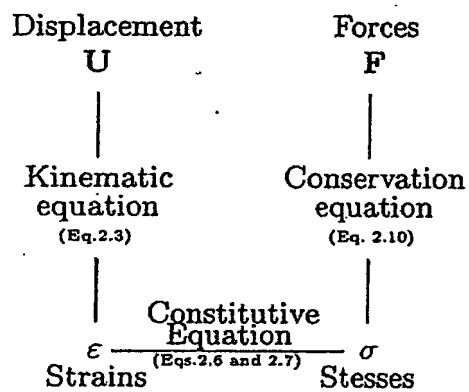 Displacement Forces
U F
Kinematic Conservation
equation equation
(Eq.2.3) (Eq. 2.10)
Constitutive
Equation
ε (Eqs.2,6 and 2.7) σ
Strains Stesses